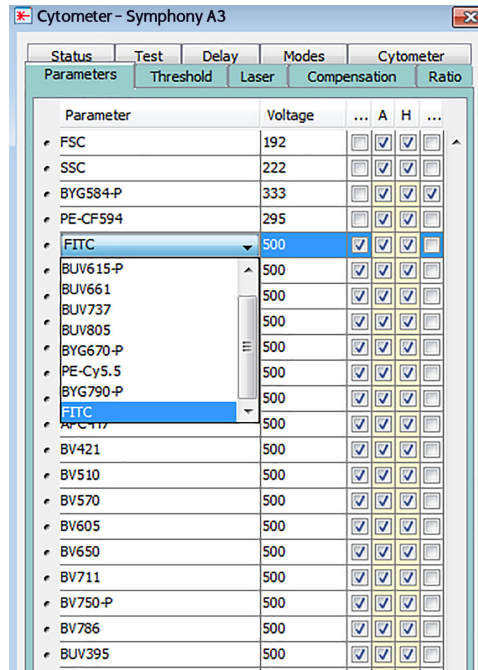 Cytometer - Symphony A3
Status Test Delay Modes Cytometer
Parameters Threshold Laser Compensation Ratio
Parameter Voltage ... A H ...
FSC 192
SSC 222
BYG584-P 333
PE-CF594 295
FITC 500
BUV615-P 500
BUV661 500
BUV737
BUV805 500
BYG670-P 500
PE-Cy5.5 500
BYG790-P 500
FITC
500
BV421 500
BV510 500
BV570 500
BV605 500
BV650 500
BV711 500
BV750-P 500
BV786 500
BUV395 500